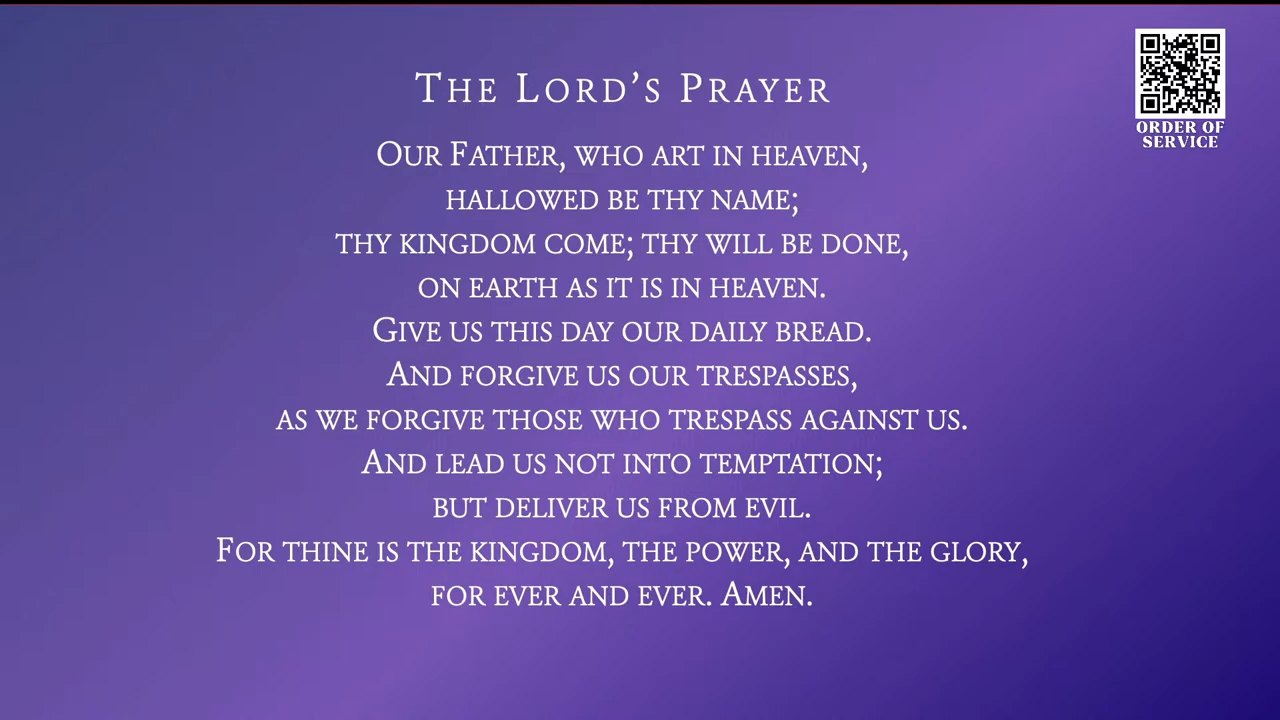 The Lord’s Prayer
Our Father, who art in heaven,
hallowed be thy name;
thy kingdom come; thy will be done,
on earth as it is in heaven.
Give us this day our daily bread.
And forgive us our trespasses,
as we forgive those who trespass against us.
And lead us not into temptation;
but deliver us from evil.
For thine is the kingdom, the power, and the glory,
for ever and ever. Amen.
ORDER OF
SERVICE